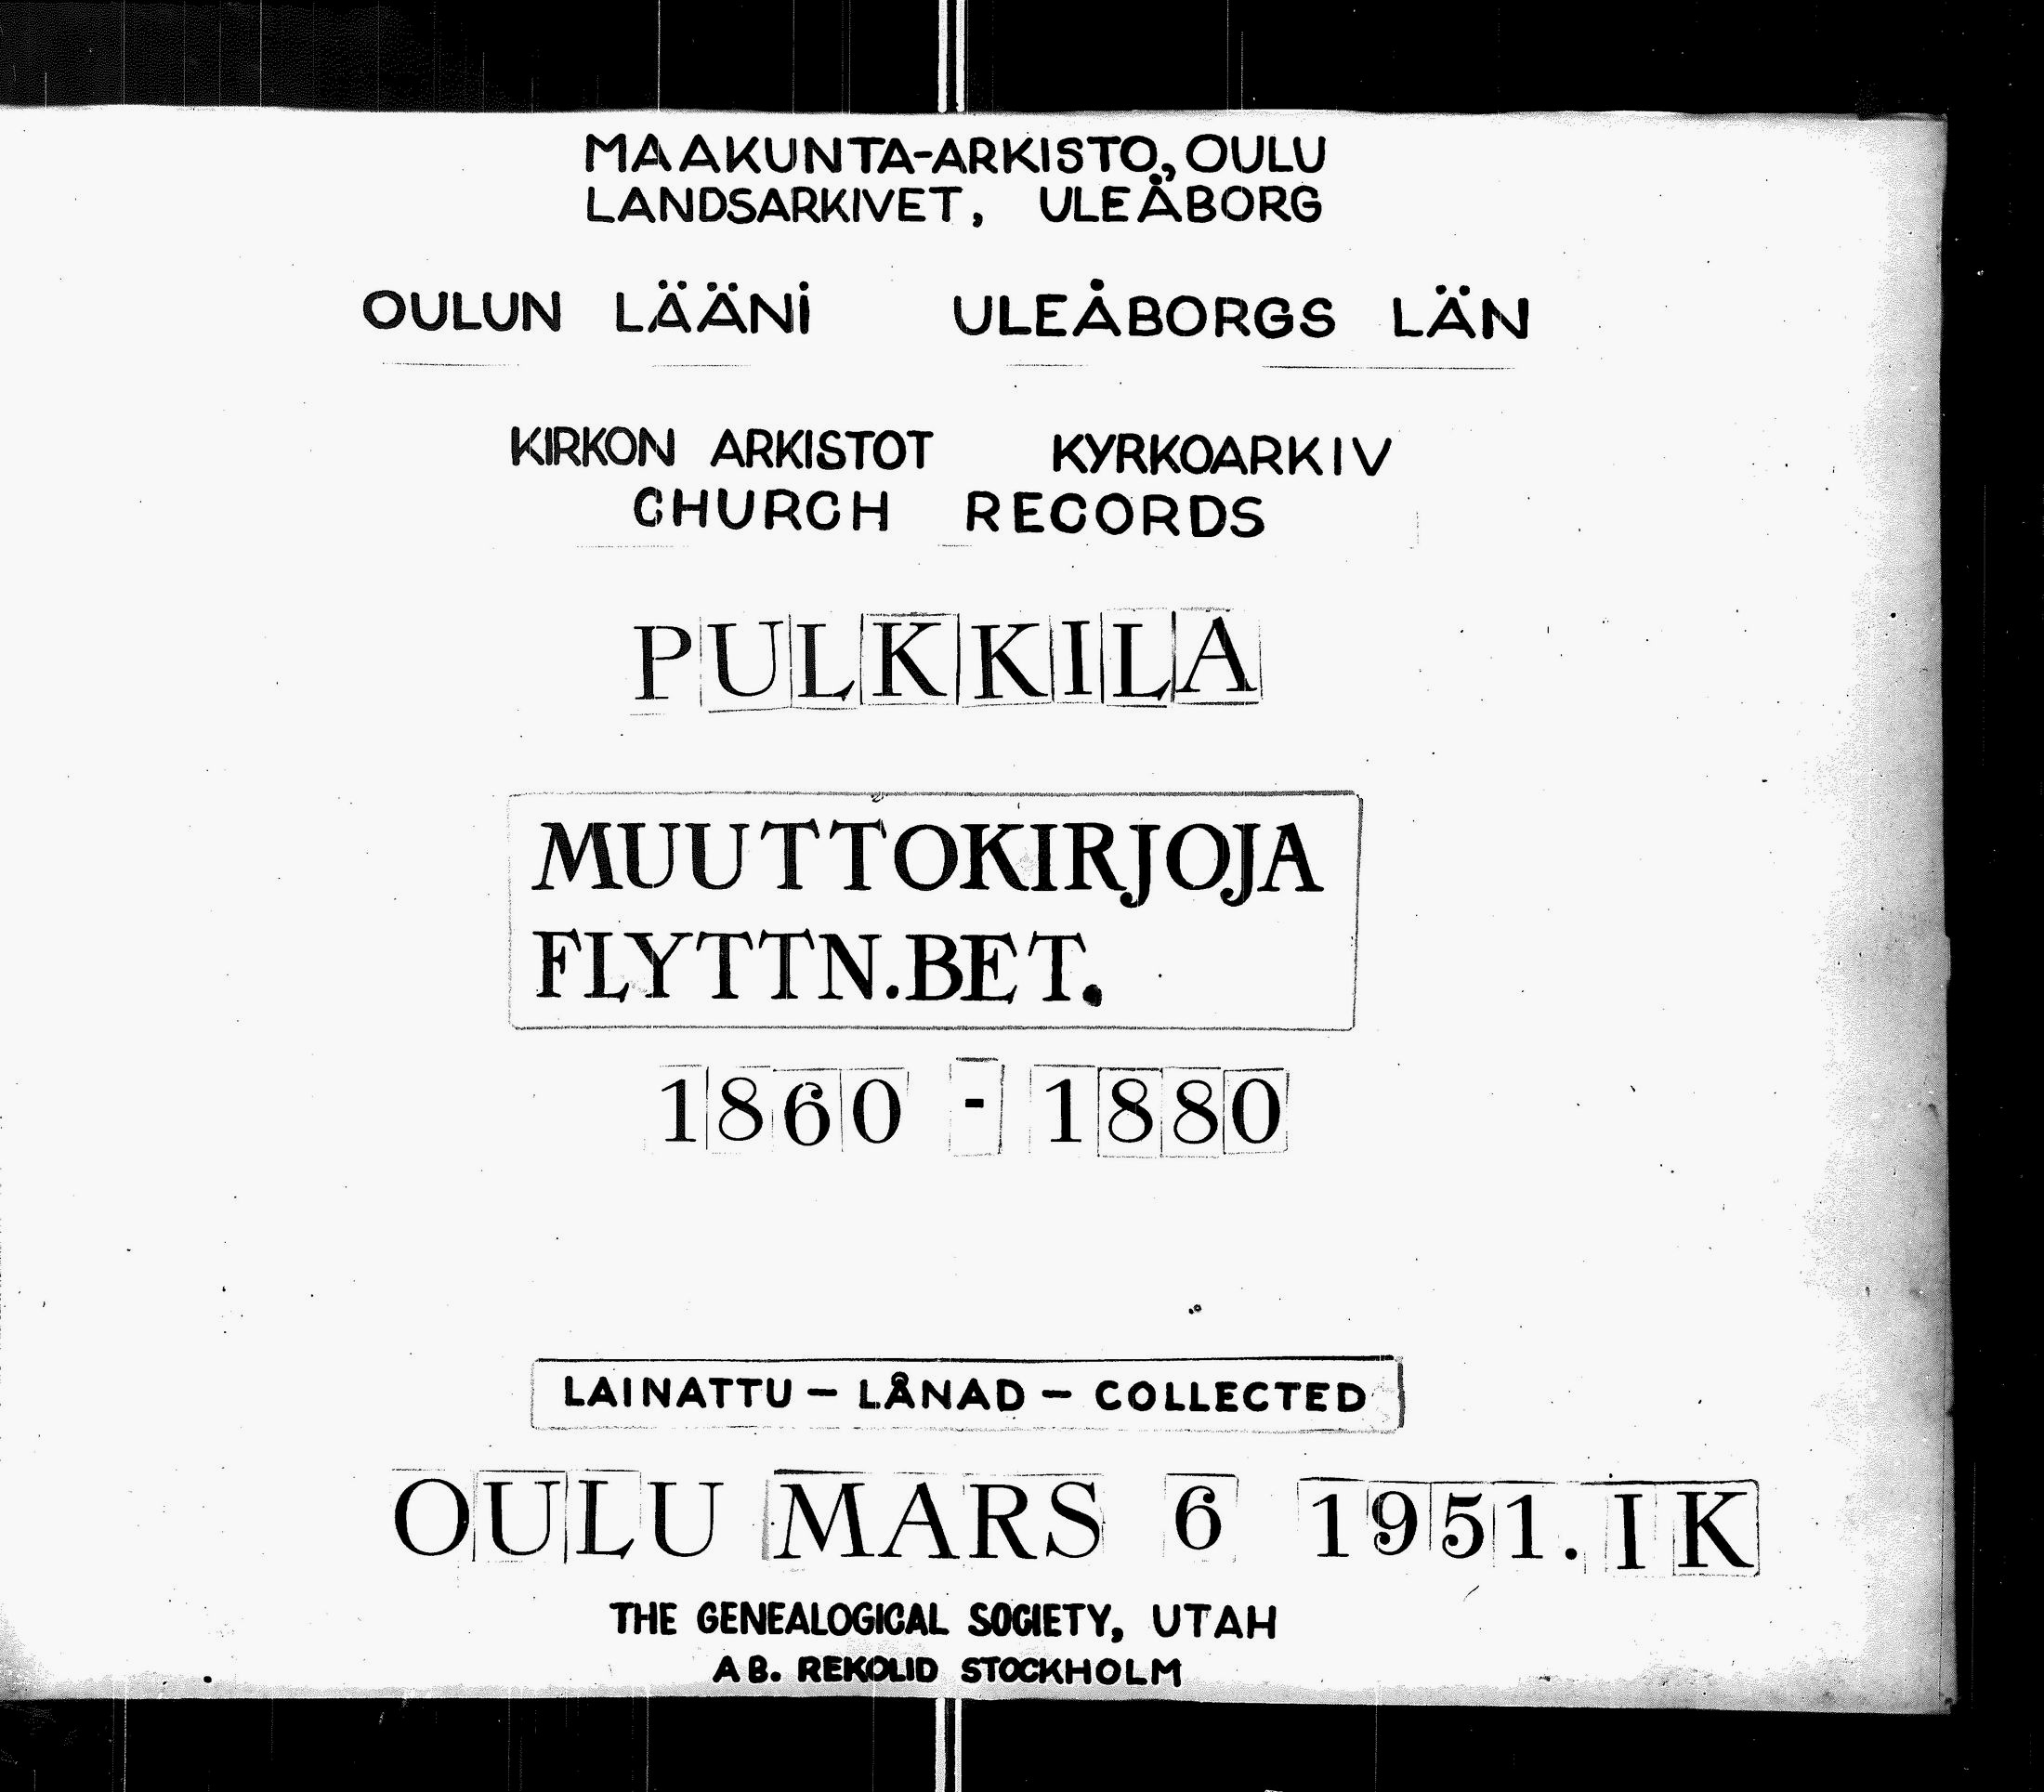 MAAKUNTA-ARKISTO, OULU
LANDSARKIVET, ULEÅBORG
OULUN LÄÄNI ULEÅBORGS LÄN
KIRKON ARKISTOT KYRKOARKIV
CHURCH RECORDS
PULKKILA
MUUTTOKIRJOJA
FLYTTN.BET.
1860 - 1880
LAINATTU – LÅNAD – COLLECTED
OULU MARS 6 1951. IK
THE GENEALOGICAL SOCIETY, UTAH
AB. REKOLID STOCKHOLM